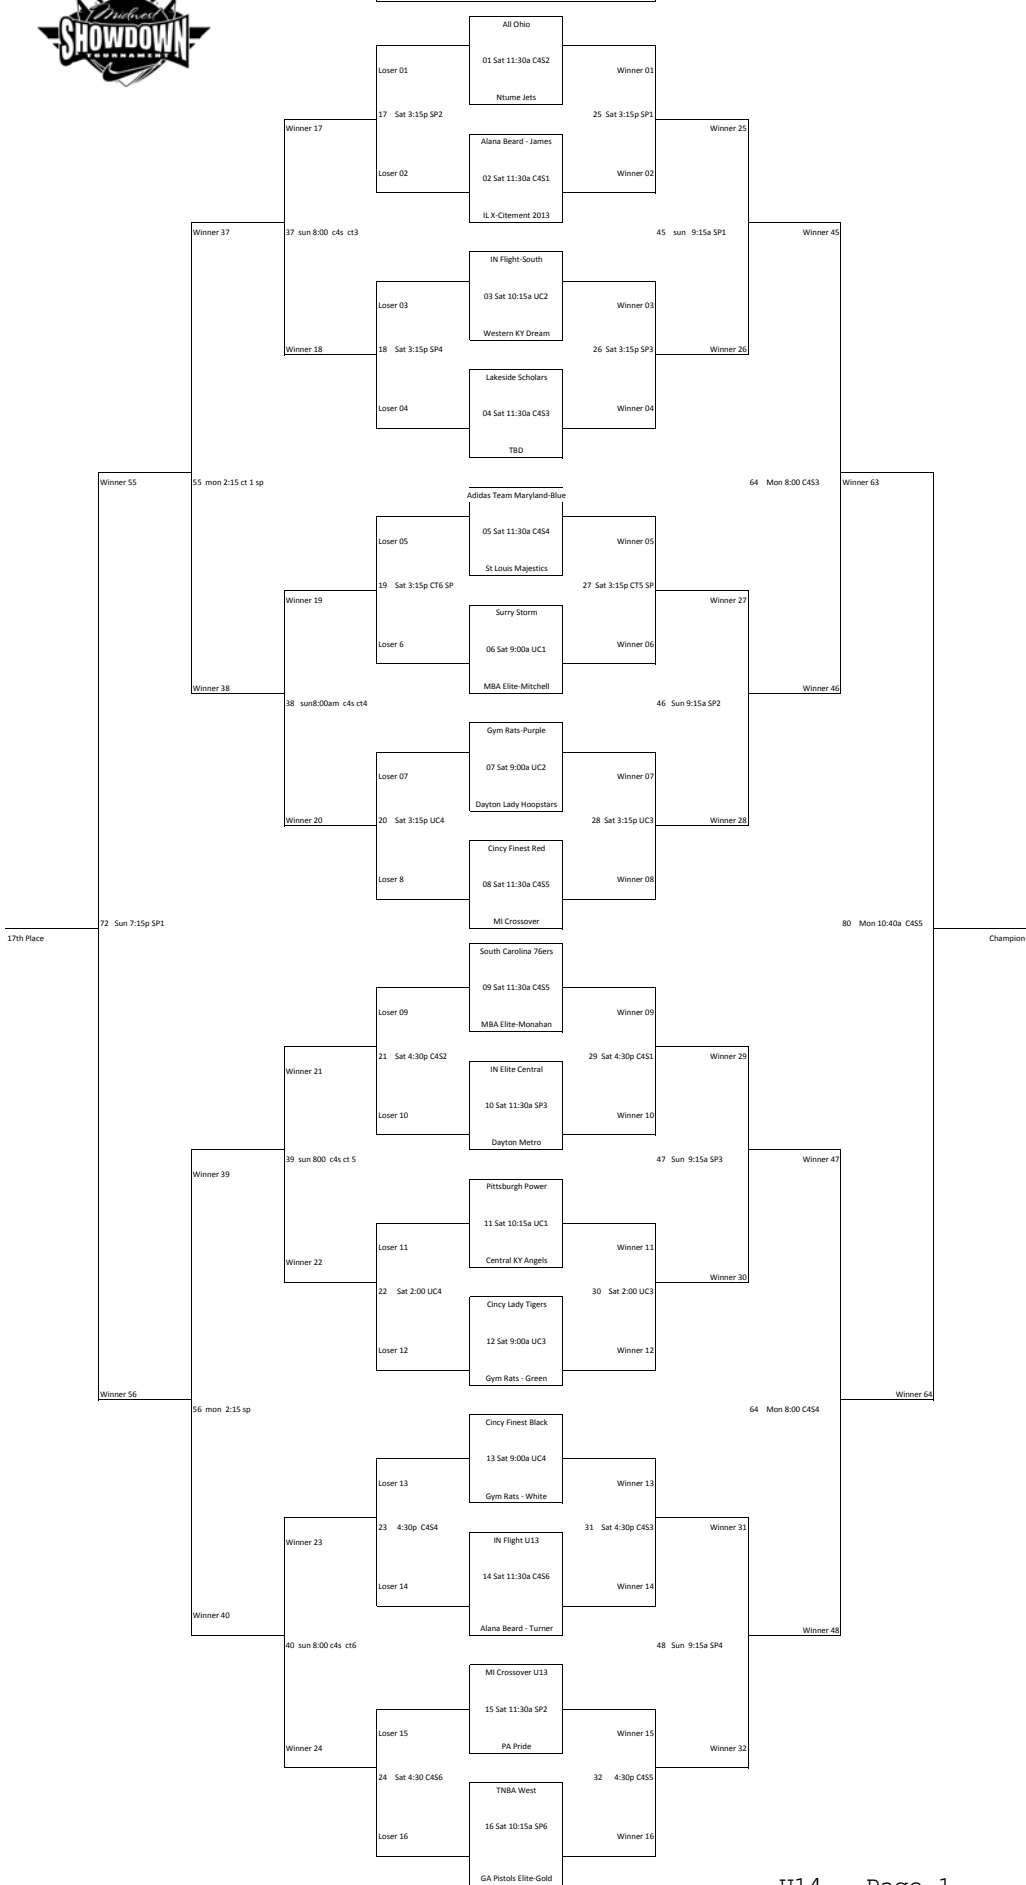 Midwest
SHOWDOWN
TOURNAMENT
All Ohio
Loser 01
01 Sat 11:30a C4S2
Winner 01
Ntume Jets
17 Sat 3:15p SP2
25 Sat 3:15p SP1
Winner 17
Winner 25
Alana Beard - James
Loser 02
02 Sat 11:30a C4S1
Winner 02
IL X-Citement 2013
Winner 37
37 sun 8:00 c4s ct3
45 sun 9:15a SP1
Winner 45
IN Flight-South
Loser 03
03 Sat 10:15a UC2
Winner 03
Western KY Dream
Winner 18
18 Sat 3:15p SP4
26 Sat 3:15p SP3
Winner 26
Lakeside Scholars
Loser 04
04 Sat 11:30a C4S3
Winner 04
TBD
Winner 55
55 mon 2:15 ct 1 sp
64 Mon 8:00 C4S3
Winner 63
Adidas Team Maryland-Blue
Loser 05
05 Sat 11:30a C4S4
Winner 05
St Louis Majestics
19 Sat 3:15p CT6 SP
27 Sat 3:15p CT5 SP
Winner 19
Winner 27
Surry Storm
Loser 6
06 Sat 9:00a UC1
Winner 06
MBA Elite-Mitchell
Winner 38
Winner 46
38 sun8:00am c4s ct4
46 Sun 9:15a SP2
Gym Rats-Purple
Loser 07
07 Sat 9:00a UC2
Winner 07
Dayton Lady Hoopstars
Winner 20
20 Sat 3:15p UC4
28 Sat 3:15p UC3
Winner 28
Cincy Finest Red
Loser 8
08 Sat 11:30a C4S5
Winner 08
MI Crossover
72 Sun 7:15p SP1
80 Mon 10:40a C4S5
17th Place
Champion
South Carolina 76ers
09 Sat 11:30a C4S5
Loser 09
Winner 09
MBA Elite-Monahan
21 Sat 4:30p C4S2
29 Sat 4:30p C4S1
Winner 29
Winner 21
IN Elite Central
10 Sat 11:30a SP3
Loser 10
Winner 10
Dayton Metro
39 sun 800 c4s ct 5
47 Sun 9:15a SP3
Winner 47
Winner 39
Pittsburgh Power
11 Sat 10:15a UC1
Loser 11
Winner 11
Central KY Angels
Winner 22
Winner 30
22 Sat 2:00 UC4
30 Sat 2:00 UC3
Cincy Lady Tigers
12 Sat 9:00a UC3
Loser 12
Winner 12
Gym Rats - Green
Winner 56
Winner 64
56 mon 2:15 sp
64 Mon 8:00 C4S4
Cincy Finest Black
13 Sat 9:00a UC4
Loser 13
Winner 13
Gym Rats - White
23 4:30p C4S4
31 Sat 4:30p C4S3
Winner 31
Winner 23
IN Flight U13
14 Sat 11:30a C4S6
Loser 14
Winner 14
Alana Beard - Turner
Winner 40
Winner 48
40 sun 8:00 c4s ct6
48 Sun 9:15a SP4
MI Crossover U13
15 Sat 11:30a SP2
Loser 15
Winner 15
PA Pride
Winner 24
Winner 32
24 Sat 4:30 C4S6
32 4:30p C4S5
TNBA West
16 Sat 10:15a SP6
Loser 16
Winner 16
GA Pistols Elite-Gold
U14 - Page 1